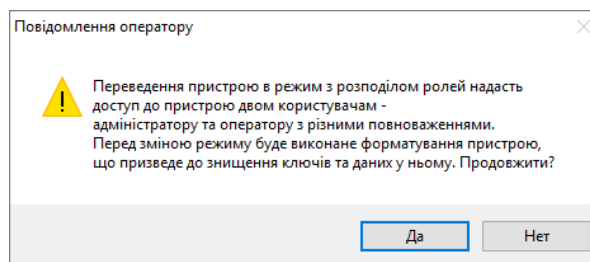 Повідомлення оператору
Переведення пристрою в режим з розподілом ролей надасть
доступ до пристрою двом користувачам -
адміністратору та оператору з різними повноваженнями.
Перед зміною режиму буде виконане форматування пристрою,
що призведе до знищення ключів та даних у ньому. Продовжити?
Да
Нет